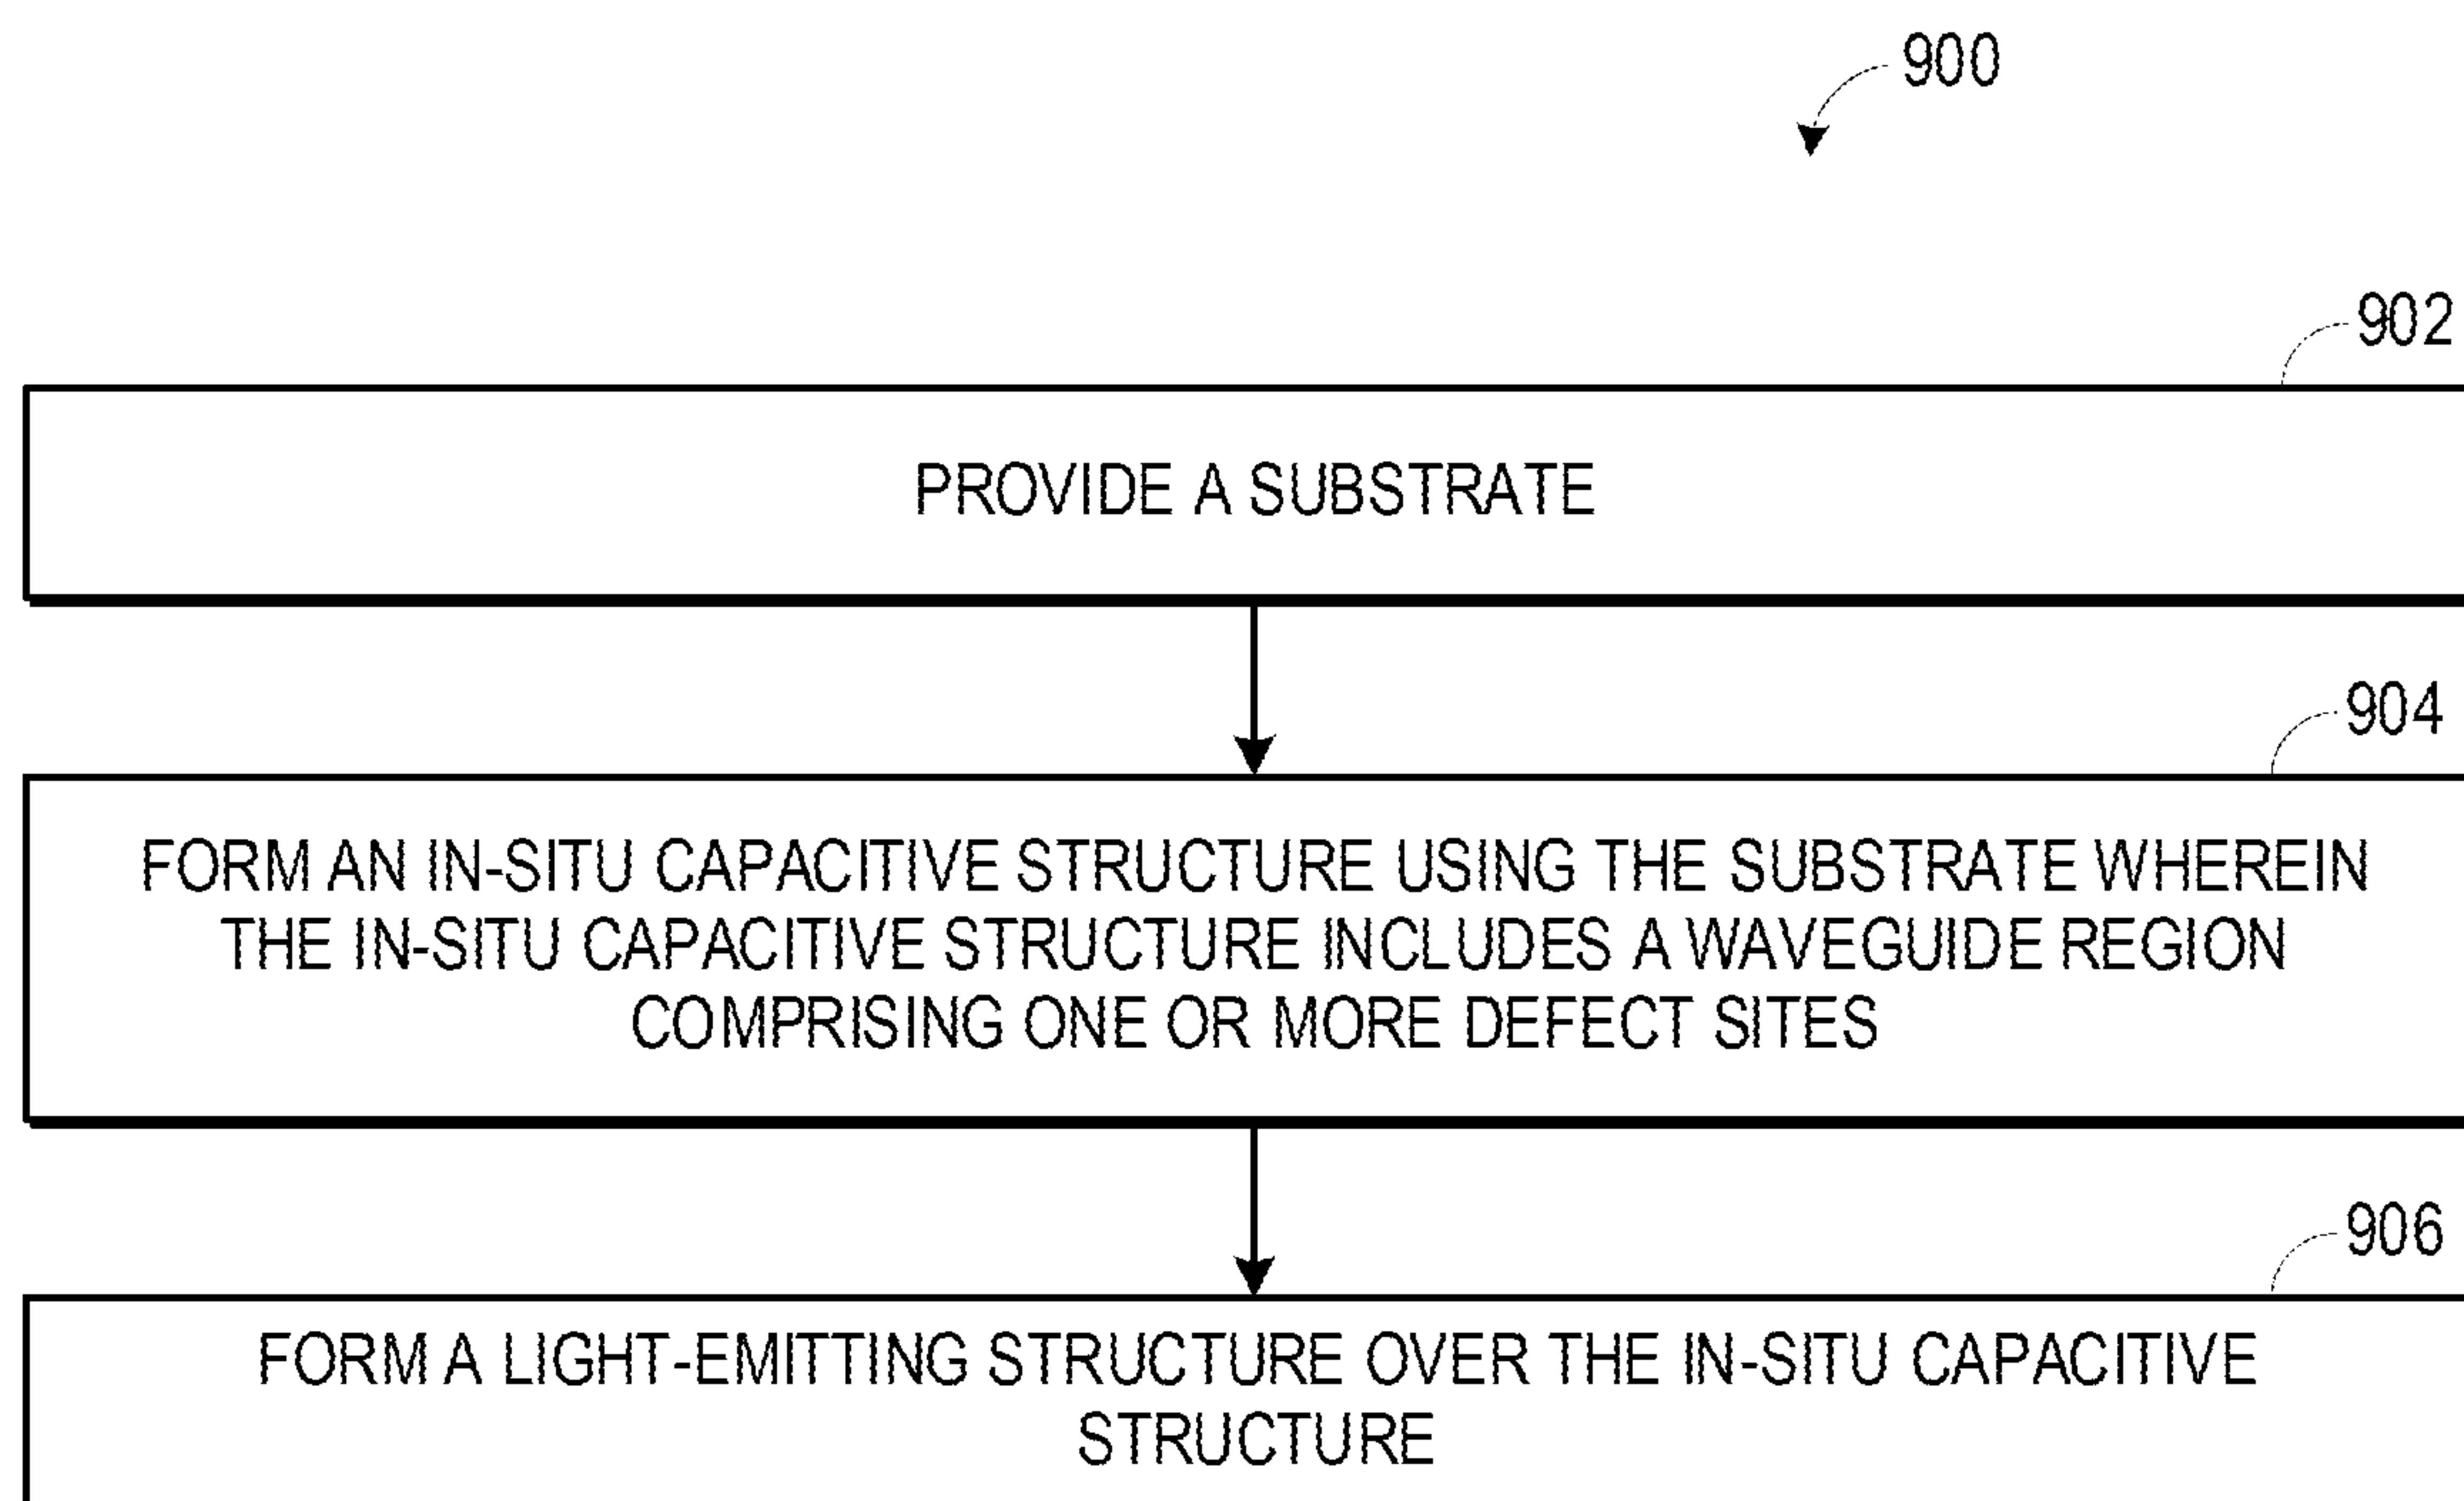 900
902
PROVIDE A SUBSTRATE
904
FORM AN IN-SITU CAPACITIVE STRUCTURE USING THE SUBSTRATE WHEREIN
THE IN-SITU CAPACITIVE STRUCTURE INCLUDES A WAVEGUIDE REGION
COMPRISING ONE OR MORE DEFECT SITES
906
FORM A LIGHT-EMITTING STRUCTURE OVER THE IN-SITU CAPACITIVE
STRUCTURE